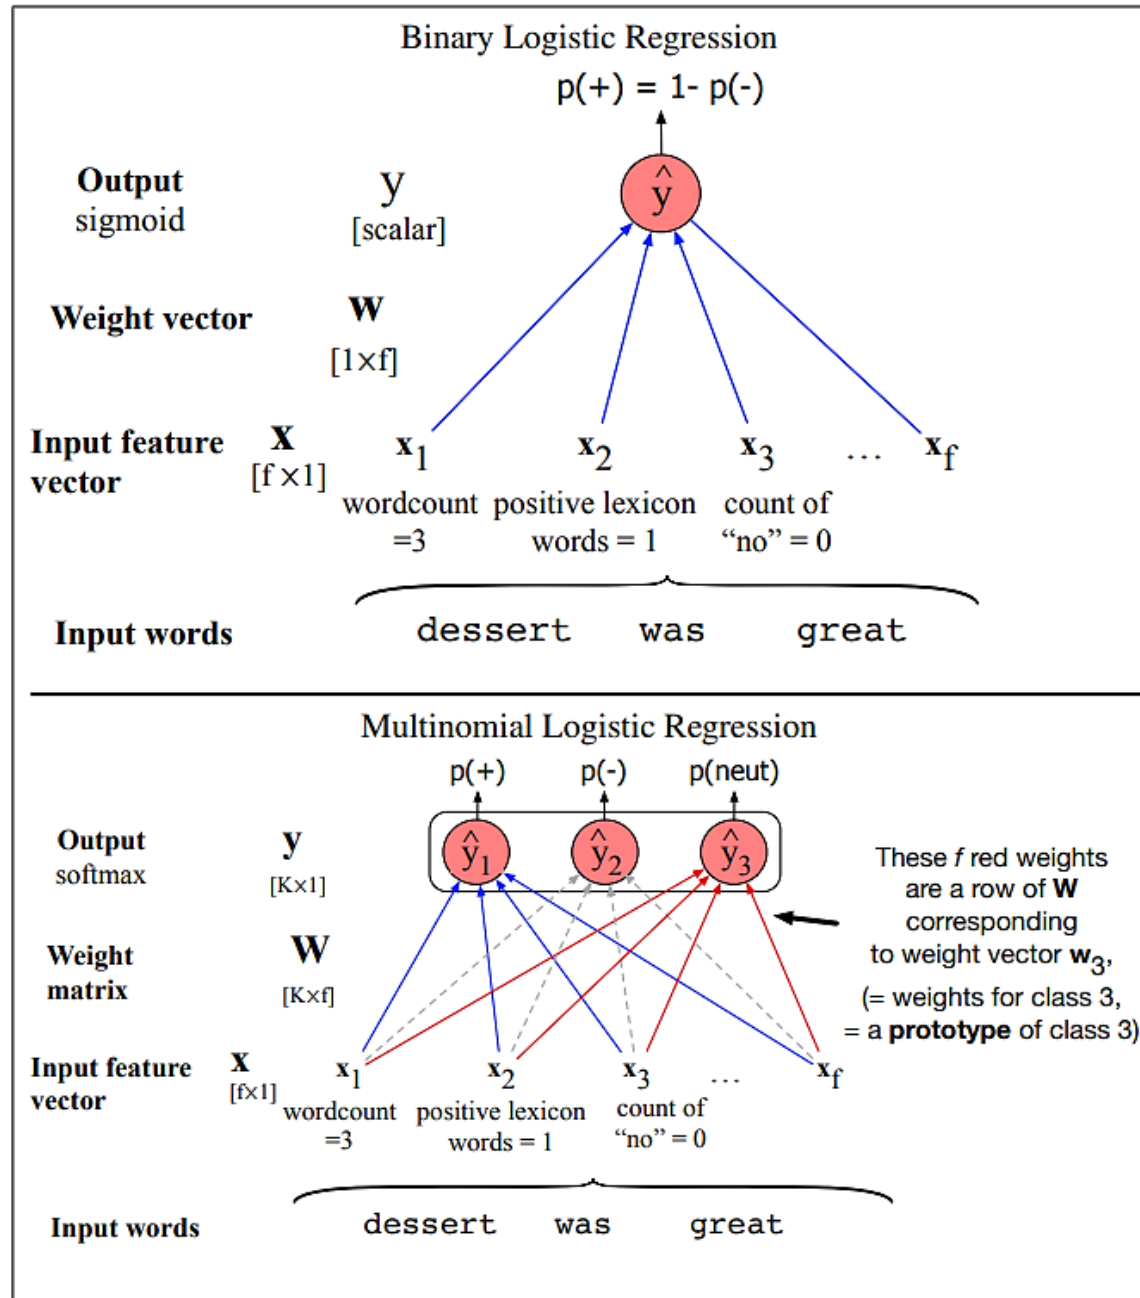 Binary Logistic Regression
p(+) = 1- p(-)
Output
sigmoid
y
[scalar]
ŷ
Weight vector
w
[1×f]
Input feature
vector
x
[f ×1]
x1 x2 x3 … xf
wordcount
=3
positive lexicon
words = 1
count of
“no” = 0
Input words
dessert was great
Multinomial Logistic Regression
p(+) p(-) p(neut)
Output
softmax
y
[K×1]
ŷ1 ŷ2 ŷ3
These f red weights
are a row of W
corresponding
to weight vector w3,
(= weights for class 3,
= a prototype of class 3)
Weight
matrix
W
[K×f]
Input feature
vector
x
[f×1]
x1 x2 x3 … xf
wordcount
=3
positive lexicon
words = 1
count of
“no” = 0
Input words
dessert was great